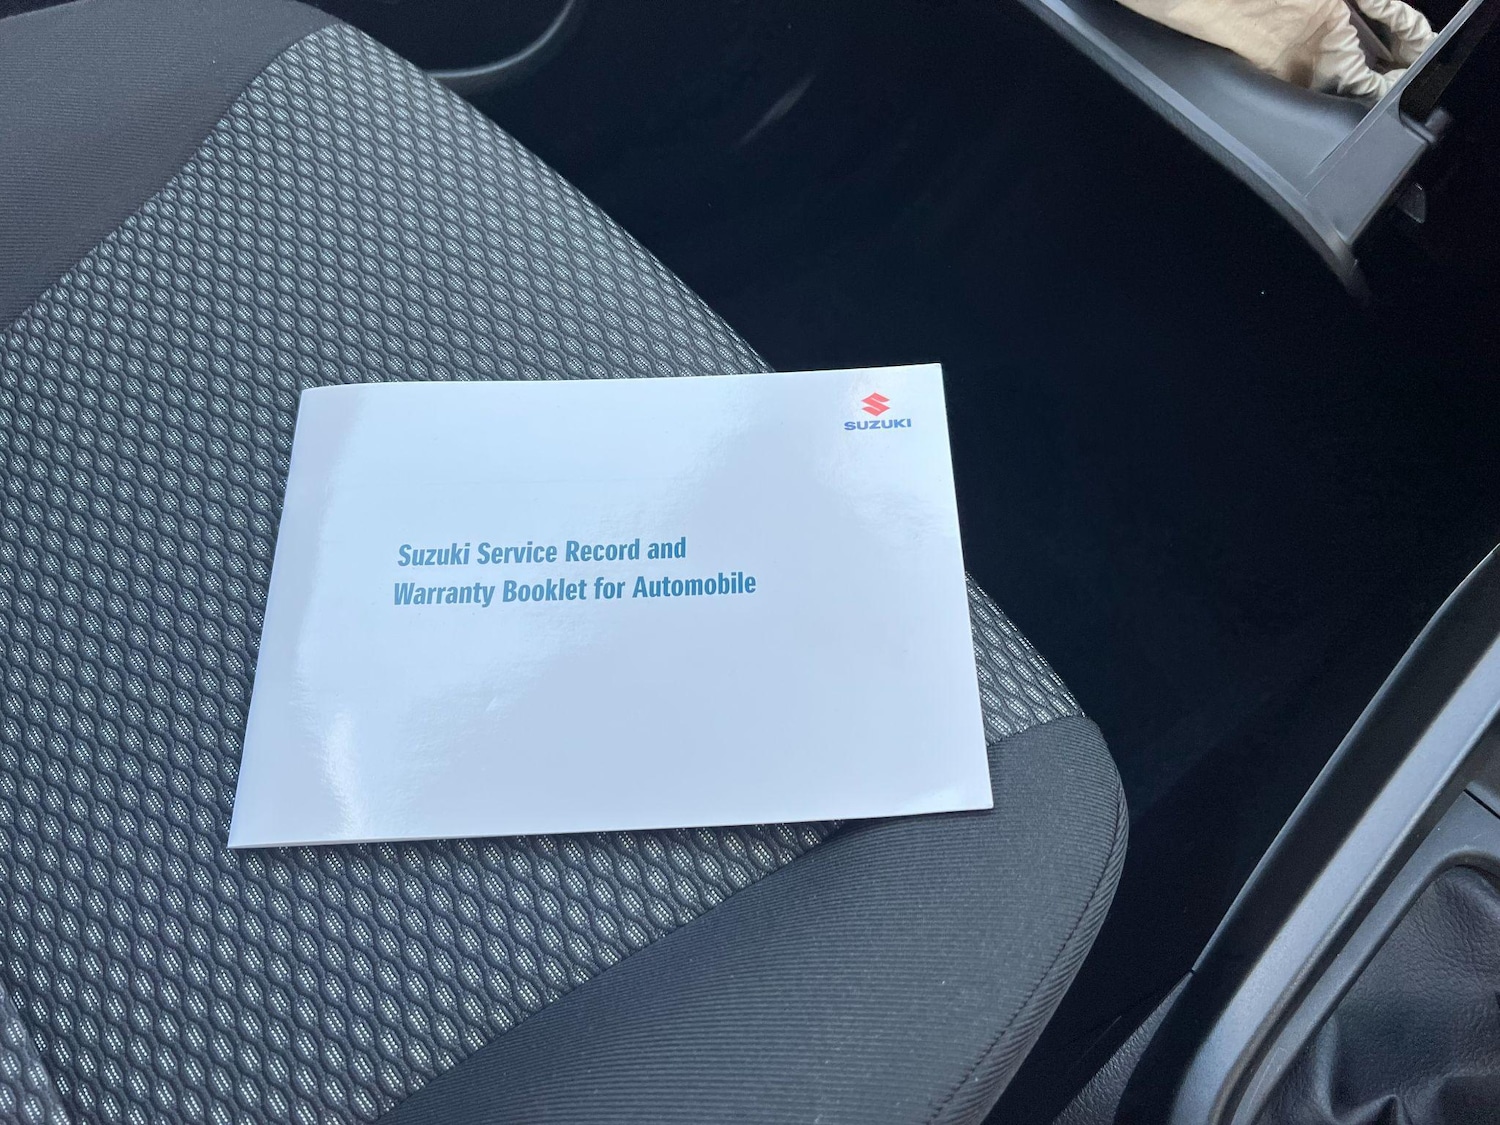 SUZUKI
Suzuki Service Record and
Warranty Booklet for Automobile